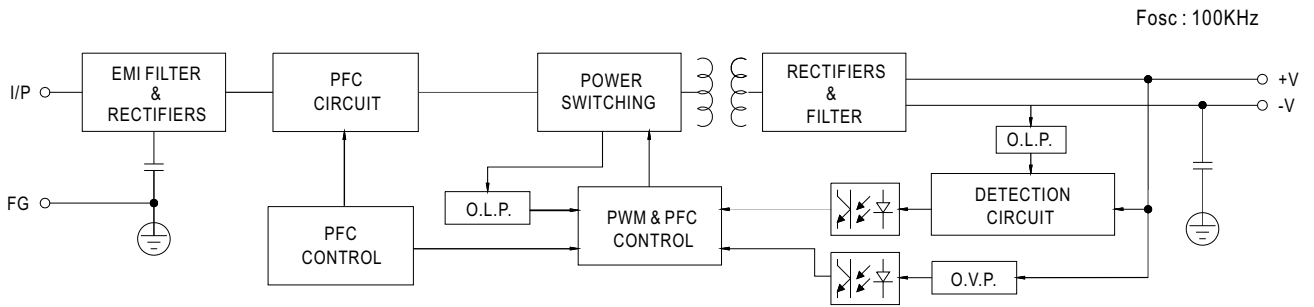 Fosc : 100KHz
I/P
EMI FILTER
&
RECTIFIERS
PFC
CIRCUIT
POWER
SWITCHING
RECTIFIERS
&
FILTER
+V
-V
O.L.P.
FG
O.L.P.
PFC
CONTROL
PWM & PFC
CONTROL
DETECTION
CIRCUIT
O.V.P.